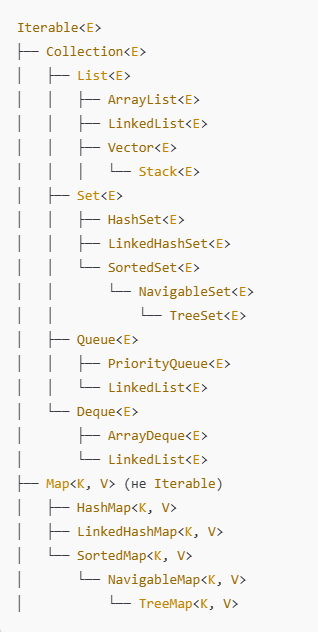 Iterable<E>
├── Collection<E>
│   ├── List<E>
│   │   ├── ArrayList<E>
│   │   ├── LinkedList<E>
│   │   ├── Vector<E>
│   │   │   └── Stack<E>
│   ├── Set<E>
│   │   ├── HashSet<E>
│   │   ├── LinkedHashSet<E>
│   │   └── SortedSet<E>
│   │       └── NavigableSet<E>
│   │           └── TreeSet<E>
│   ├── Queue<E>
│   │   ├── PriorityQueue<E>
│   │   └── LinkedList<E>
│   └── Deque<E>
│       ├── ArrayDeque<E>
│       └── LinkedList<E>
├── Map<K, V> (не Iterable)
│   ├── HashMap<K, V>
│   ├── LinkedHashMap<K, V>
│   └── SortedMap<K, V>
│       └── NavigableMap<K, V>
│           └── TreeMap<K, V>